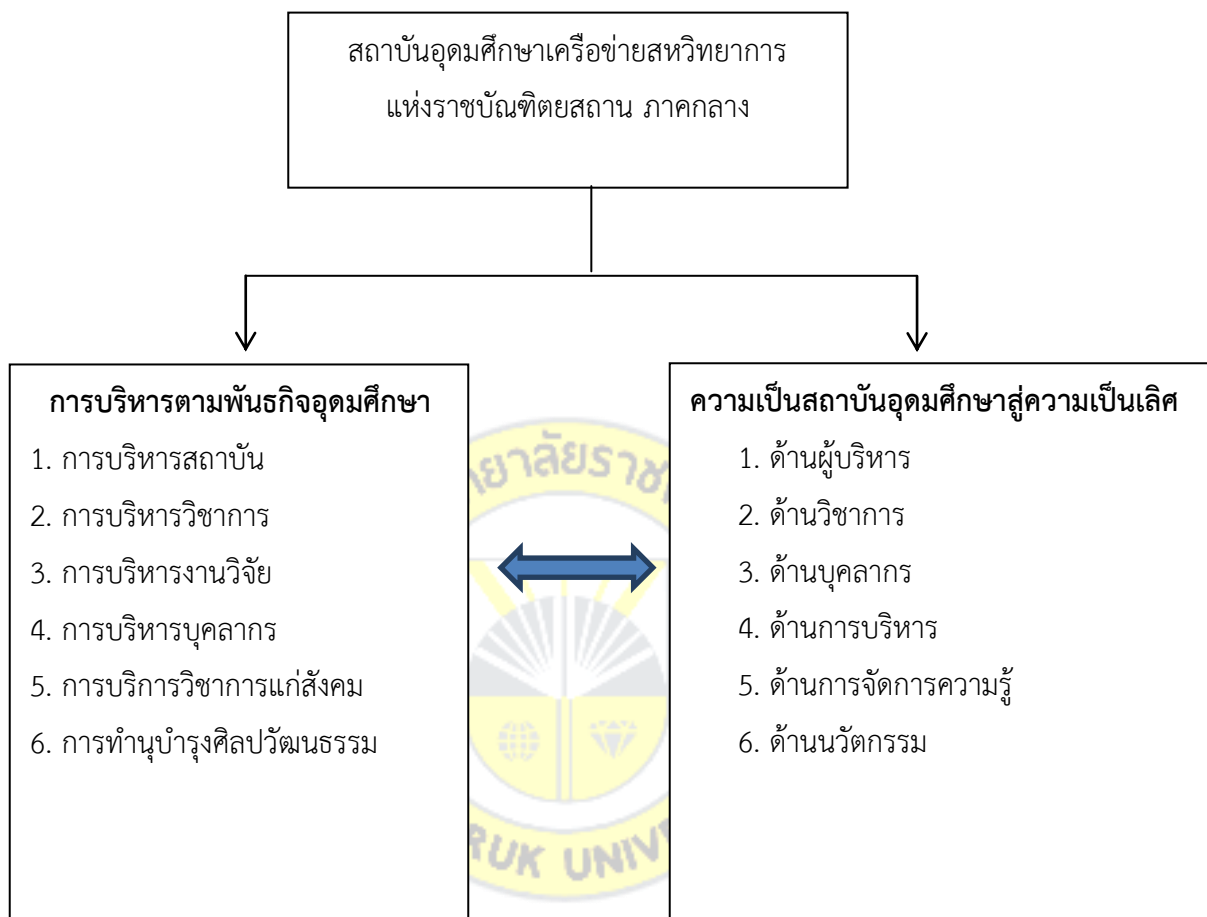 สถาบันอุดมศึกษาเครือข่ายสหวิทยาการ
แห่งราชบัณฑิตยสถาน ภาคกลาง
การบริหารตามพันธกิจอุดมศึกษา
1. การบริหารสถาบัน
2. การบริหารวิชาการ
3. การบริหารงานวิจัย
4. การบริหารบุคลากร
5. การบริการวิชาการแก่สังคม
6. การทำนุบำรุงศิลปวัฒนธรรม
ความเป็นสถาบันอุดมศึกษาสู่ความเป็นเลิศ
1. ด้านผู้บริหาร
2. ด้านวิชาการ
3. ด้านบุคลากร
4. ด้านการบริหาร
5. ด้านการจัดการความรู้
6. ด้านนวัตกรรม